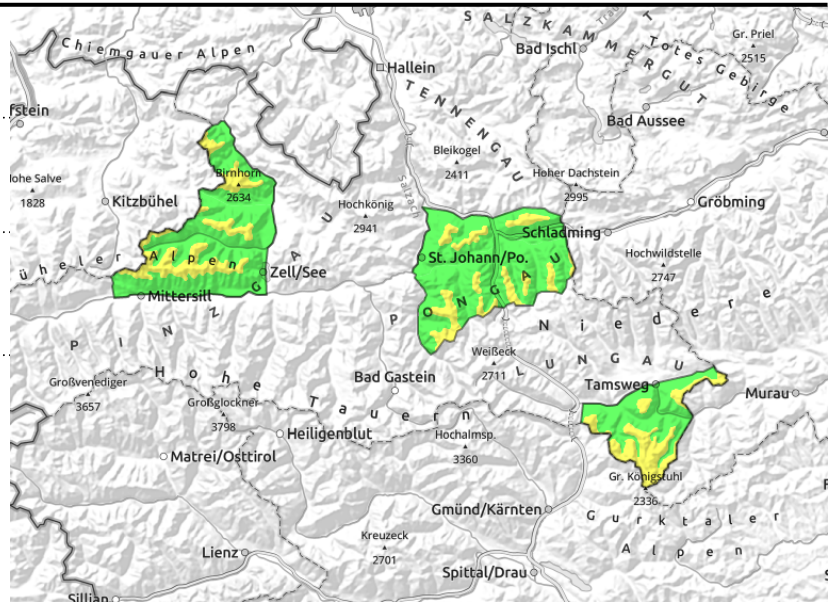 SALZKAMMERGUT
Gr. Priel
2515
Chiemgauer Alpen
Bad Ischl
Totes Gebirge
Hallein
TENNENGAU
fstein
Bad Aussee
Bleikogel
2411
Salzach
Birnhorn
2634
Hoher Dachstein
2995
ohe Salve
1828
Kitzbühel
Hochkönig
2941
Gröbming
Schladming
üheler Alpen
Zell/See
St. Johann/Po.
Hochwildstelle
2747
Mittersill
PINZGAU
PONGAU
Niedere
Weißeck
2711
LUNGAU
Großvenediger
3657
Hohe Tauern
Bad Gastein
Tamsweg
Murau
Großglockner
3798
Heiligenblut
Hochalmsp.
3360
Matrei/Osttirol
Gr. Königstuhl
2336
Gmünd/Kärnten
Gurktaler
Alpen
Kreuzeck
2701
Lienz
Spittal/Drau
Sillian